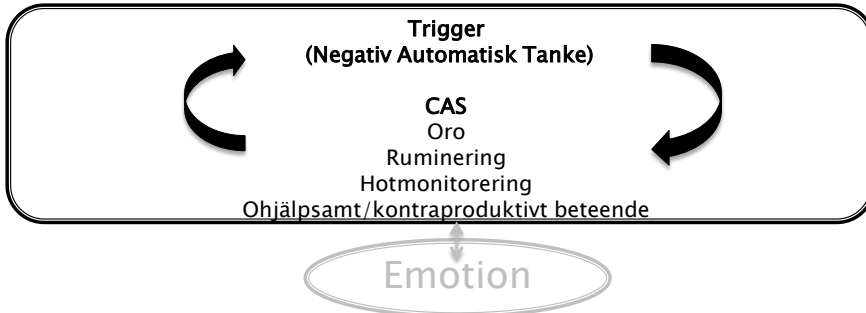 Trigger
(Negativ Automatisk Tanke)
CAS
Oro
Ruminering
Hotmonitorering
Ohjälpsamt/kontraproduktivt beteende
Emotion